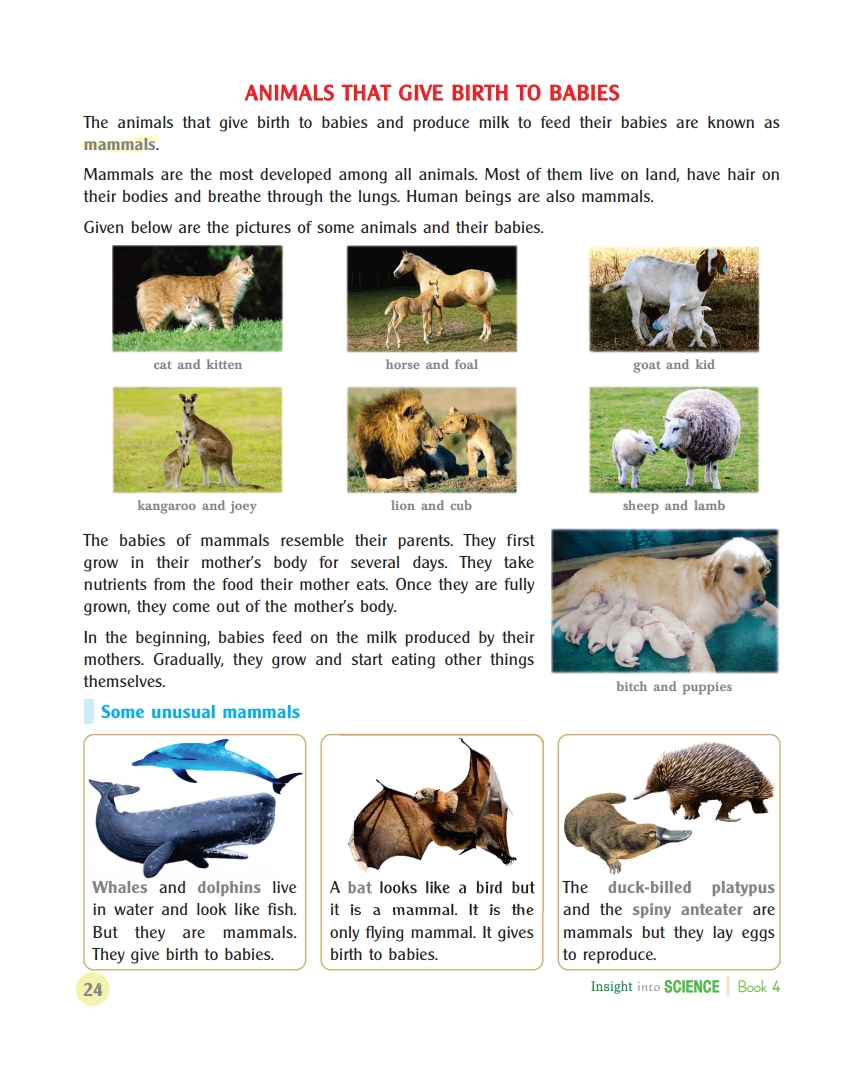 ANIMALS THAT GIVE BIRTH TO BABIES
The animals that give birth to babies and produce milk to feed their babies are known as
mammals.
Mammals are the most developed among all animals. Most of them live on land, have hair on
their bodies and breathe through the lungs. Human beings are also mammals.
Given below are the pictures of some animals and their babies.
cat and kitten
horse and foal
goat and kid
kangaroo and joey
lion and cub
sheep and lamb
The babies of mammals resemble their parents. They first
grow in their mother's body for several days. They take
nutrients from the food their mother eats. Once they are fully
grown, they come out of the mother's body.
In the beginning, babies feed on the milk produced by their
mothers. Gradually, they grow and start eating other things
themselves.
bitch and puppies
Some unusual mammals
Whales and dolphins live
in water and look like fish.
But they are mammals.
They give birth to babies.
A bat looks like a bird but
it is a mammal. It is the
only flying mammal. It gives
birth to babies.
The duck-billed platypus
and the spiny anteater are
mammals but they lay eggs
to reproduce.
24
Insight into SCIENCE Book 4